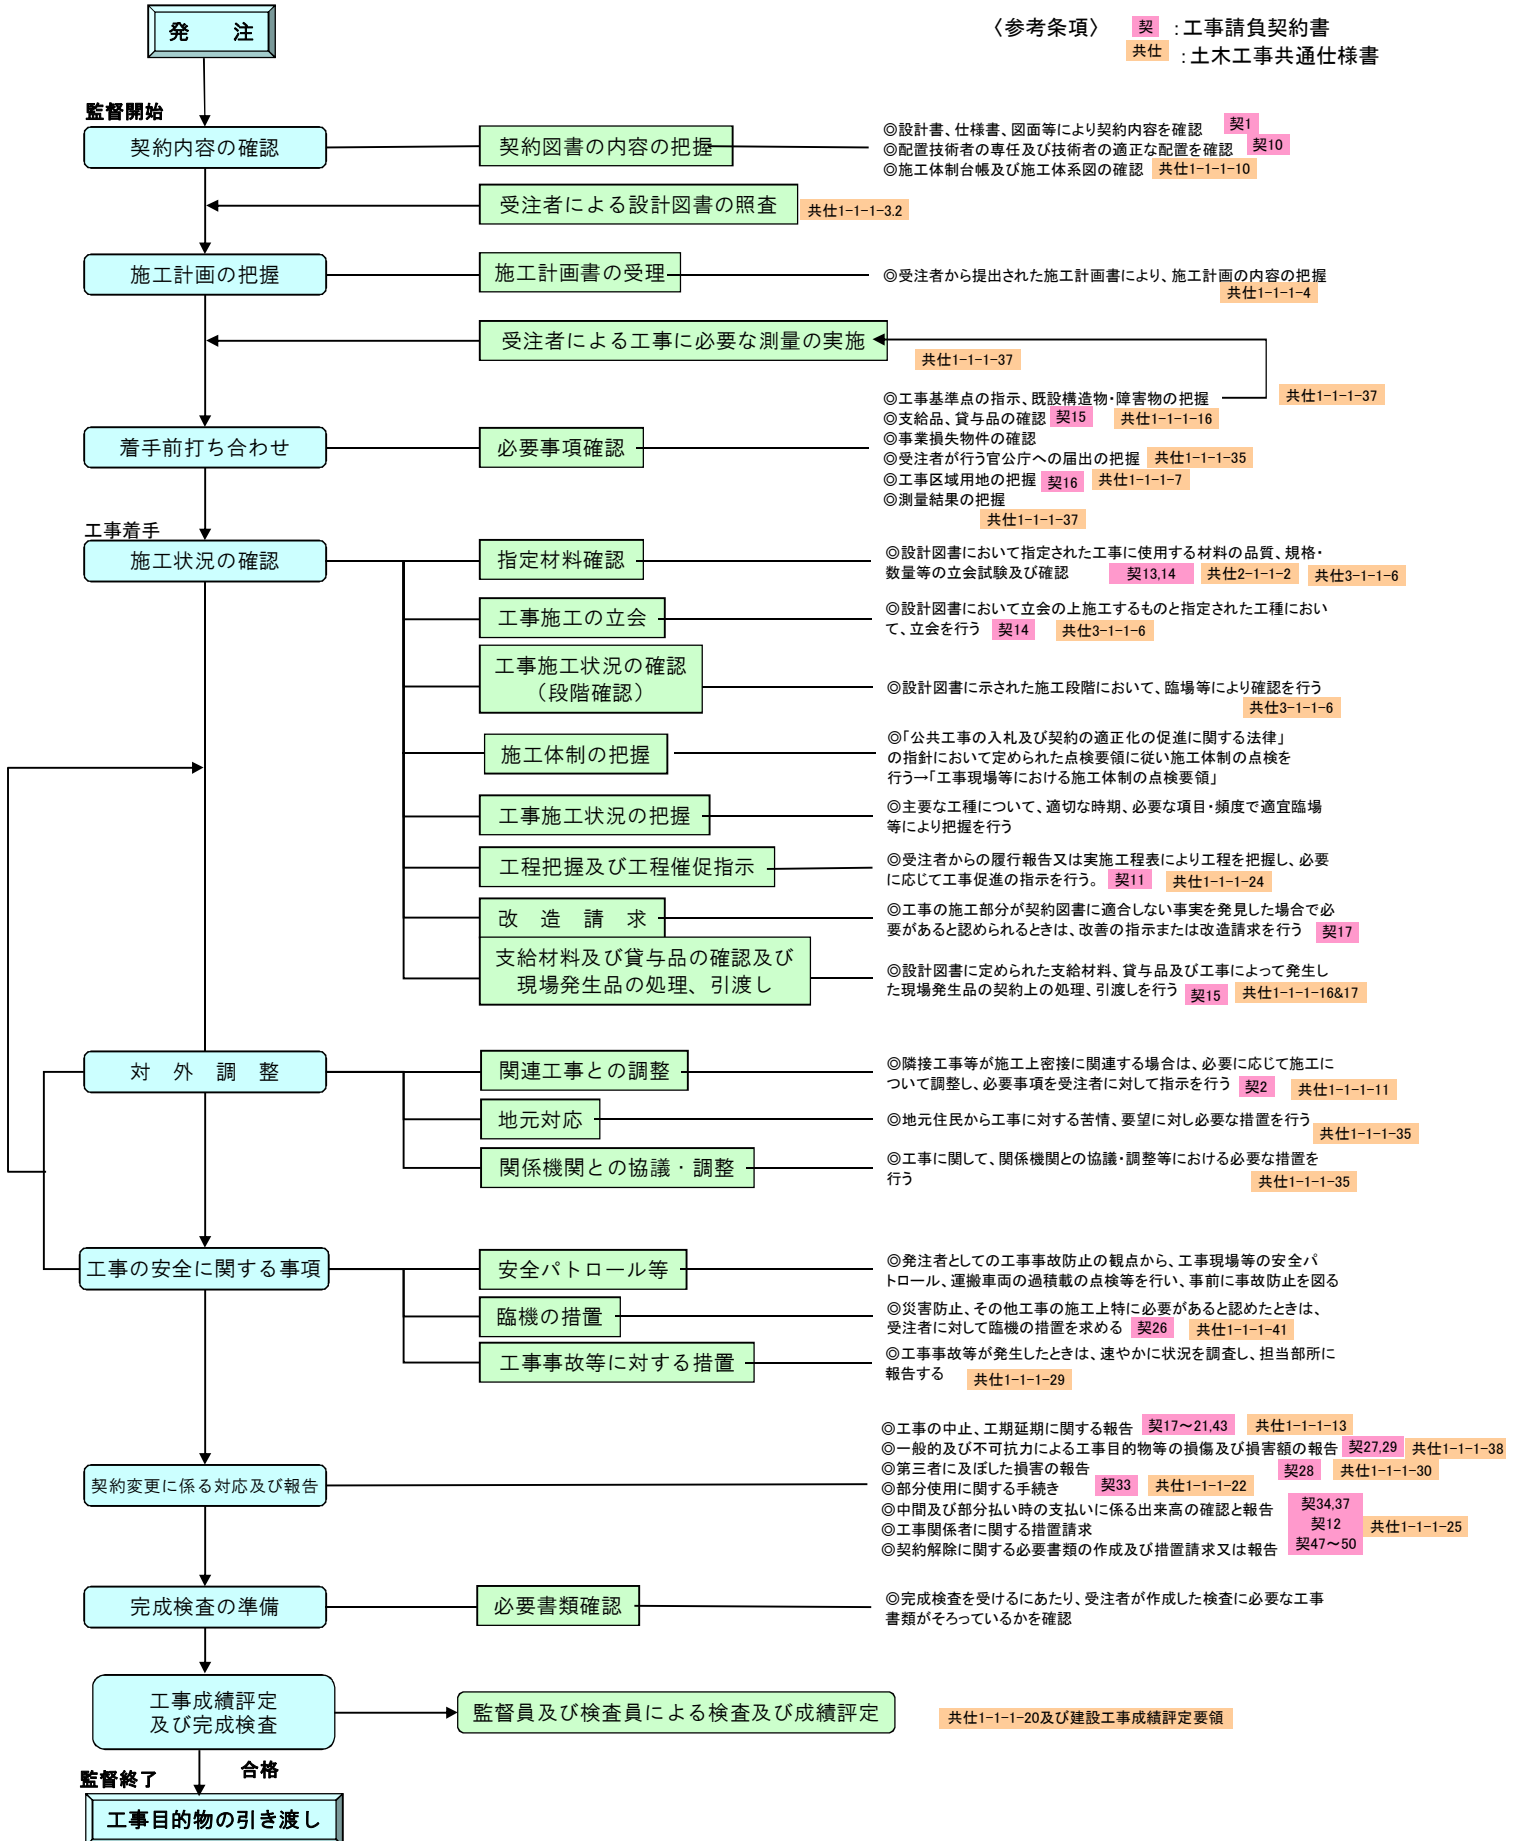 発　注
〈参考条項〉　契　:工事請負契約書
共仕　:土木工事共通仕様書
監督開始
契約内容の確認
契約図書の内容の把握
◎設計書、仕様書、図面等により契約内容を確認　契1
◎配置技術者の専任及び技術者の適正な配置を確認　契10
◎施工体制台帳及び施工体系図の確認　共仕1-1-1-10
受注者による設計図書の照査　共仕1-1-1-3.2
施工計画の把握
施工計画書の受理
◎受注者から提出された施工計画書により、施工計画の内容の把握
共仕1-1-1-4
受注者による工事に必要な測量の実施
共仕1-1-1-37
◎工事基準点の指示、既設構造物・障害物の把握　共仕1-1-1-37
◎支給品、貸与品の確認　契15　共仕1-1-1-16
着手前打ち合わせ
必要事項確認
◎事業損失物件の確認
◎受注者が行う官公庁への届出の把握　共仕1-1-1-35
◎工事区域用地の把握　契16　共仕1-1-1-7
◎測量結果の把握
共仕1-1-1-37
工事着手
施工状況の確認
指定材料確認
◎設計図書において指定された工事に使用する材料の品質、規格・
数量等の立会試験及び確認　契13,14　共仕2-1-1-2　共仕3-1-1-6
工事施工の立会
◎設計図書において立会の上施工するものと指定された工種におい
て、立会を行う　契14　共仕3-1-1-6
工事施工状況の確認
（段階確認）
◎設計図書に示された施工段階において、臨場等により確認を行う
共仕3-1-1-6
施工体制の把握
◎「公共工事の入札及び契約の適正化の促進に関する法律」
の指針において定められた点検要領に従い施工体制の点検を
行う→「工事現場等における施工体制の点検要領」
工事施工状況の把握
◎主要な工種について、適切な時期、必要な項目・頻度で適宜臨場
等により把握を行う
工程把握及び工程催促指示
◎受注者からの履行報告又は実施工程表により工程を把握し、必要
に応じて工事促進の指示を行う。　契11　共仕1-1-1-24
改　造　請　求
◎工事の施工部分が契約図書に適合しない事実を発見した場合で必
要があると認められるときは、改善の指示または改造請求を行う　契17
支給材料及び貸与品の確認及び
現場発生品の処理、引渡し
◎設計図書に定められた支給材料、貸与品及び工事によって発生し
た現場発生品の契約上の処理、引渡しを行う　契15　共仕1-1-1-16&17
対　外　調　整
関連工事との調整
◎隣接工事等が施工上密接に関連する場合は、必要に応じて施工に
ついて調整し、必要事項を受注者に対して指示を行う　契2　共仕1-1-1-11
地元対応
◎地元住民から工事に対する苦情、要望に対し必要な措置を行う
共仕1-1-1-35
関係機関との協議・調整
◎工事に関して、関係機関との協議・調整等における必要な措置を
行う　共仕1-1-1-35
工事の安全に関する事項
安全パトロール等
◎発注者としての工事事故防止の観点から、工事現場等の安全パ
トロール、運搬車両の過積載の点検等を行い、事前に事故防止を図る
臨機の措置
◎災害防止、その他工事の施工上特に必要があると認めたときは、
受注者に対して臨機の措置を求める　契26　共仕1-1-1-41
工事事故等に対する措置
◎工事事故等が発生したときは、速やかに状況を調査し、担当部所に
報告する　共仕1-1-1-29
契約変更に係る対応及び報告
◎工事の中止、工期延期に関する報告　契17～21,43　共仕1-1-1-13
◎一般的及び不可抗力による工事目的物等の損傷及び損害額の報告　契27,29　共仕1-1-1-38
◎第三者に及ぼした損害の報告　契28　共仕1-1-1-30
◎部分使用に関する手続き　契33　共仕1-1-1-22
◎中間及び部分払い時の支払いに係る出来高の確認と報告　契34,37
◎工事関係者に関する措置請求　契12　共仕1-1-1-25
◎契約解除に関する必要書類の作成及び措置請求又は報告　契47～50
完成検査の準備
必要書類確認
◎完成検査を受けるにあたり、受注者が作成した検査に必要な工事
書類がそろっているかを確認
工事成績評定
及び完成検査
監督員及び検査員による検査及び成績評定　共仕1-1-1-20及び建設工事成績評定要領
合格
監督終了
工事目的物の引き渡し